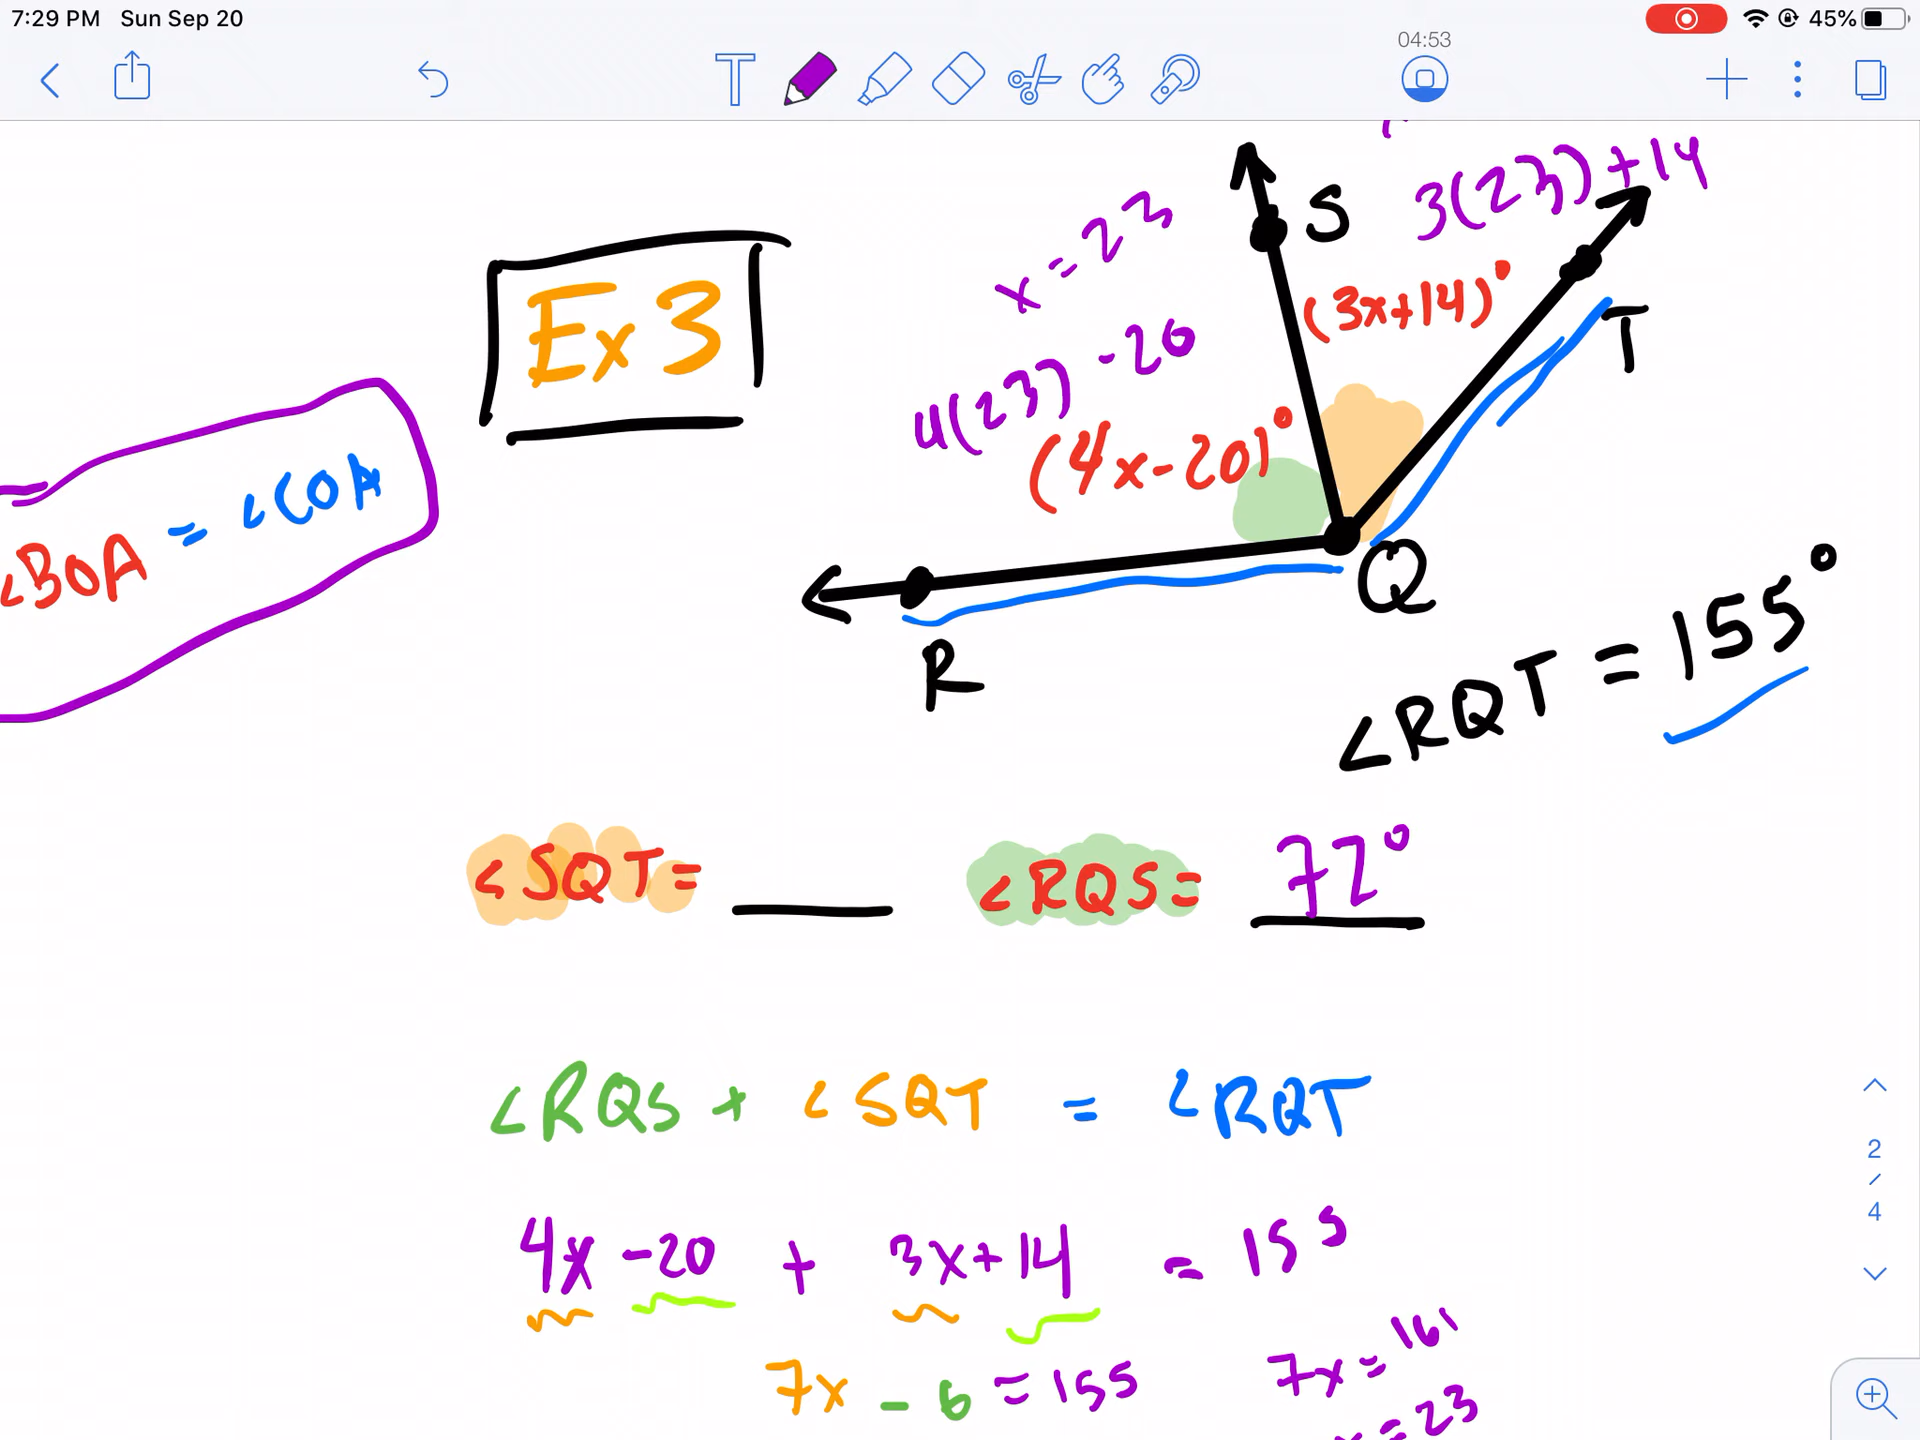 7:29 PM Sun Sep 20
45%
04:53
T
3(23)+14
x=23
S
Ex 3
(3x+14)°
T
4(23)-20
(4x-20)°
<BOA = <COA
Q
R
<RQT = 155°
<SQT= ____ <RQS= 72°
<RQS + <SQT = <RQT
4x -20 + 3x+14 = 155
7x - 6 = 155
7x=161
x=23
2
/
4